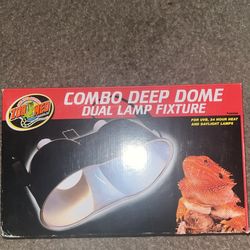 ZOO MED
COMBO DEEP DOME
DUAL LAMP FIXTURE
FOR UVB, 24 HOUR HEAT
AND DAYLIGHT LAMPS